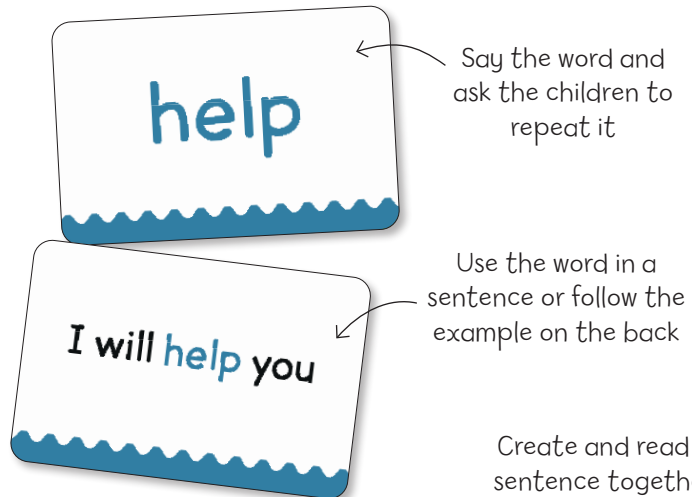 help
Say the word and
ask the children to
repeat it
I will help you
Use the word in a
sentence or follow the
example on the back
Create and read
sentence